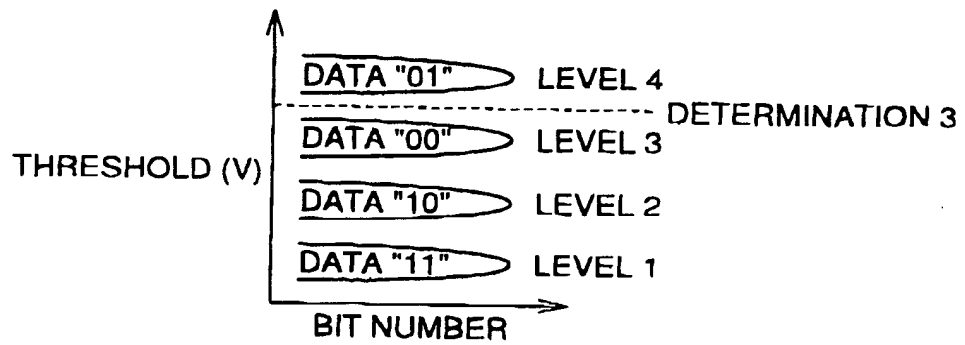 DATA "01" LEVEL 4
DETERMINATION 3
DATA "00" LEVEL 3
THRESHOLD (V)
DATA "10" LEVEL 2
DATA "11" LEVEL 1
BIT NUMBER